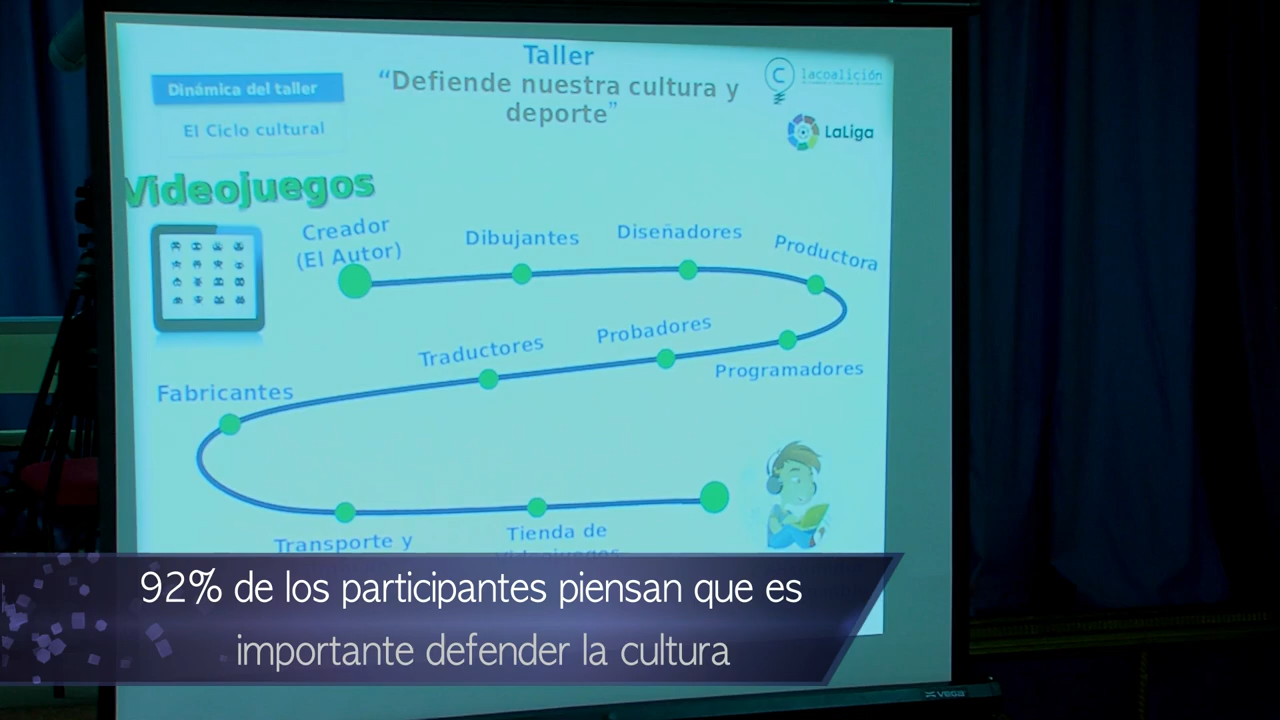 Taller
“Defiende nuestra cultura y
deporte”
Dinámica del taller
El Ciclo cultural
C
lacoalición
LaLiga
Videojuegos
Creador
(El Autor)
Dibujantes
Diseñadores
Productora
Programadores
Probadores
Traductores
Fabricantes
Transporte y
Tienda de
Videojuegos
92% de los participantes piensan que es
importante defender la cultura
VEGA